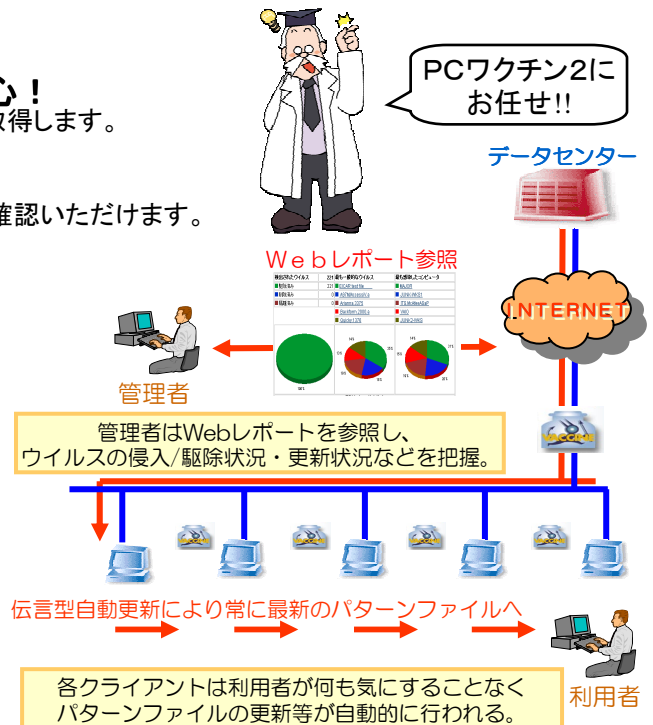 心！
取得します。
確認いただけます。
PCワクチン2に
お任せ!!
データセンター
Ｗｅｂレポート参照
INTERNET
管理者
VACCINE
管理者はWebレポートを参照し、
ウイルスの侵入/駆除状況・更新状況などを把握。
伝言型自動更新により常に最新のパターンファイルへ
各クライアントは利用者が何も気にすることなく
パターンファイルの更新等が自動的に行われる。
利用者